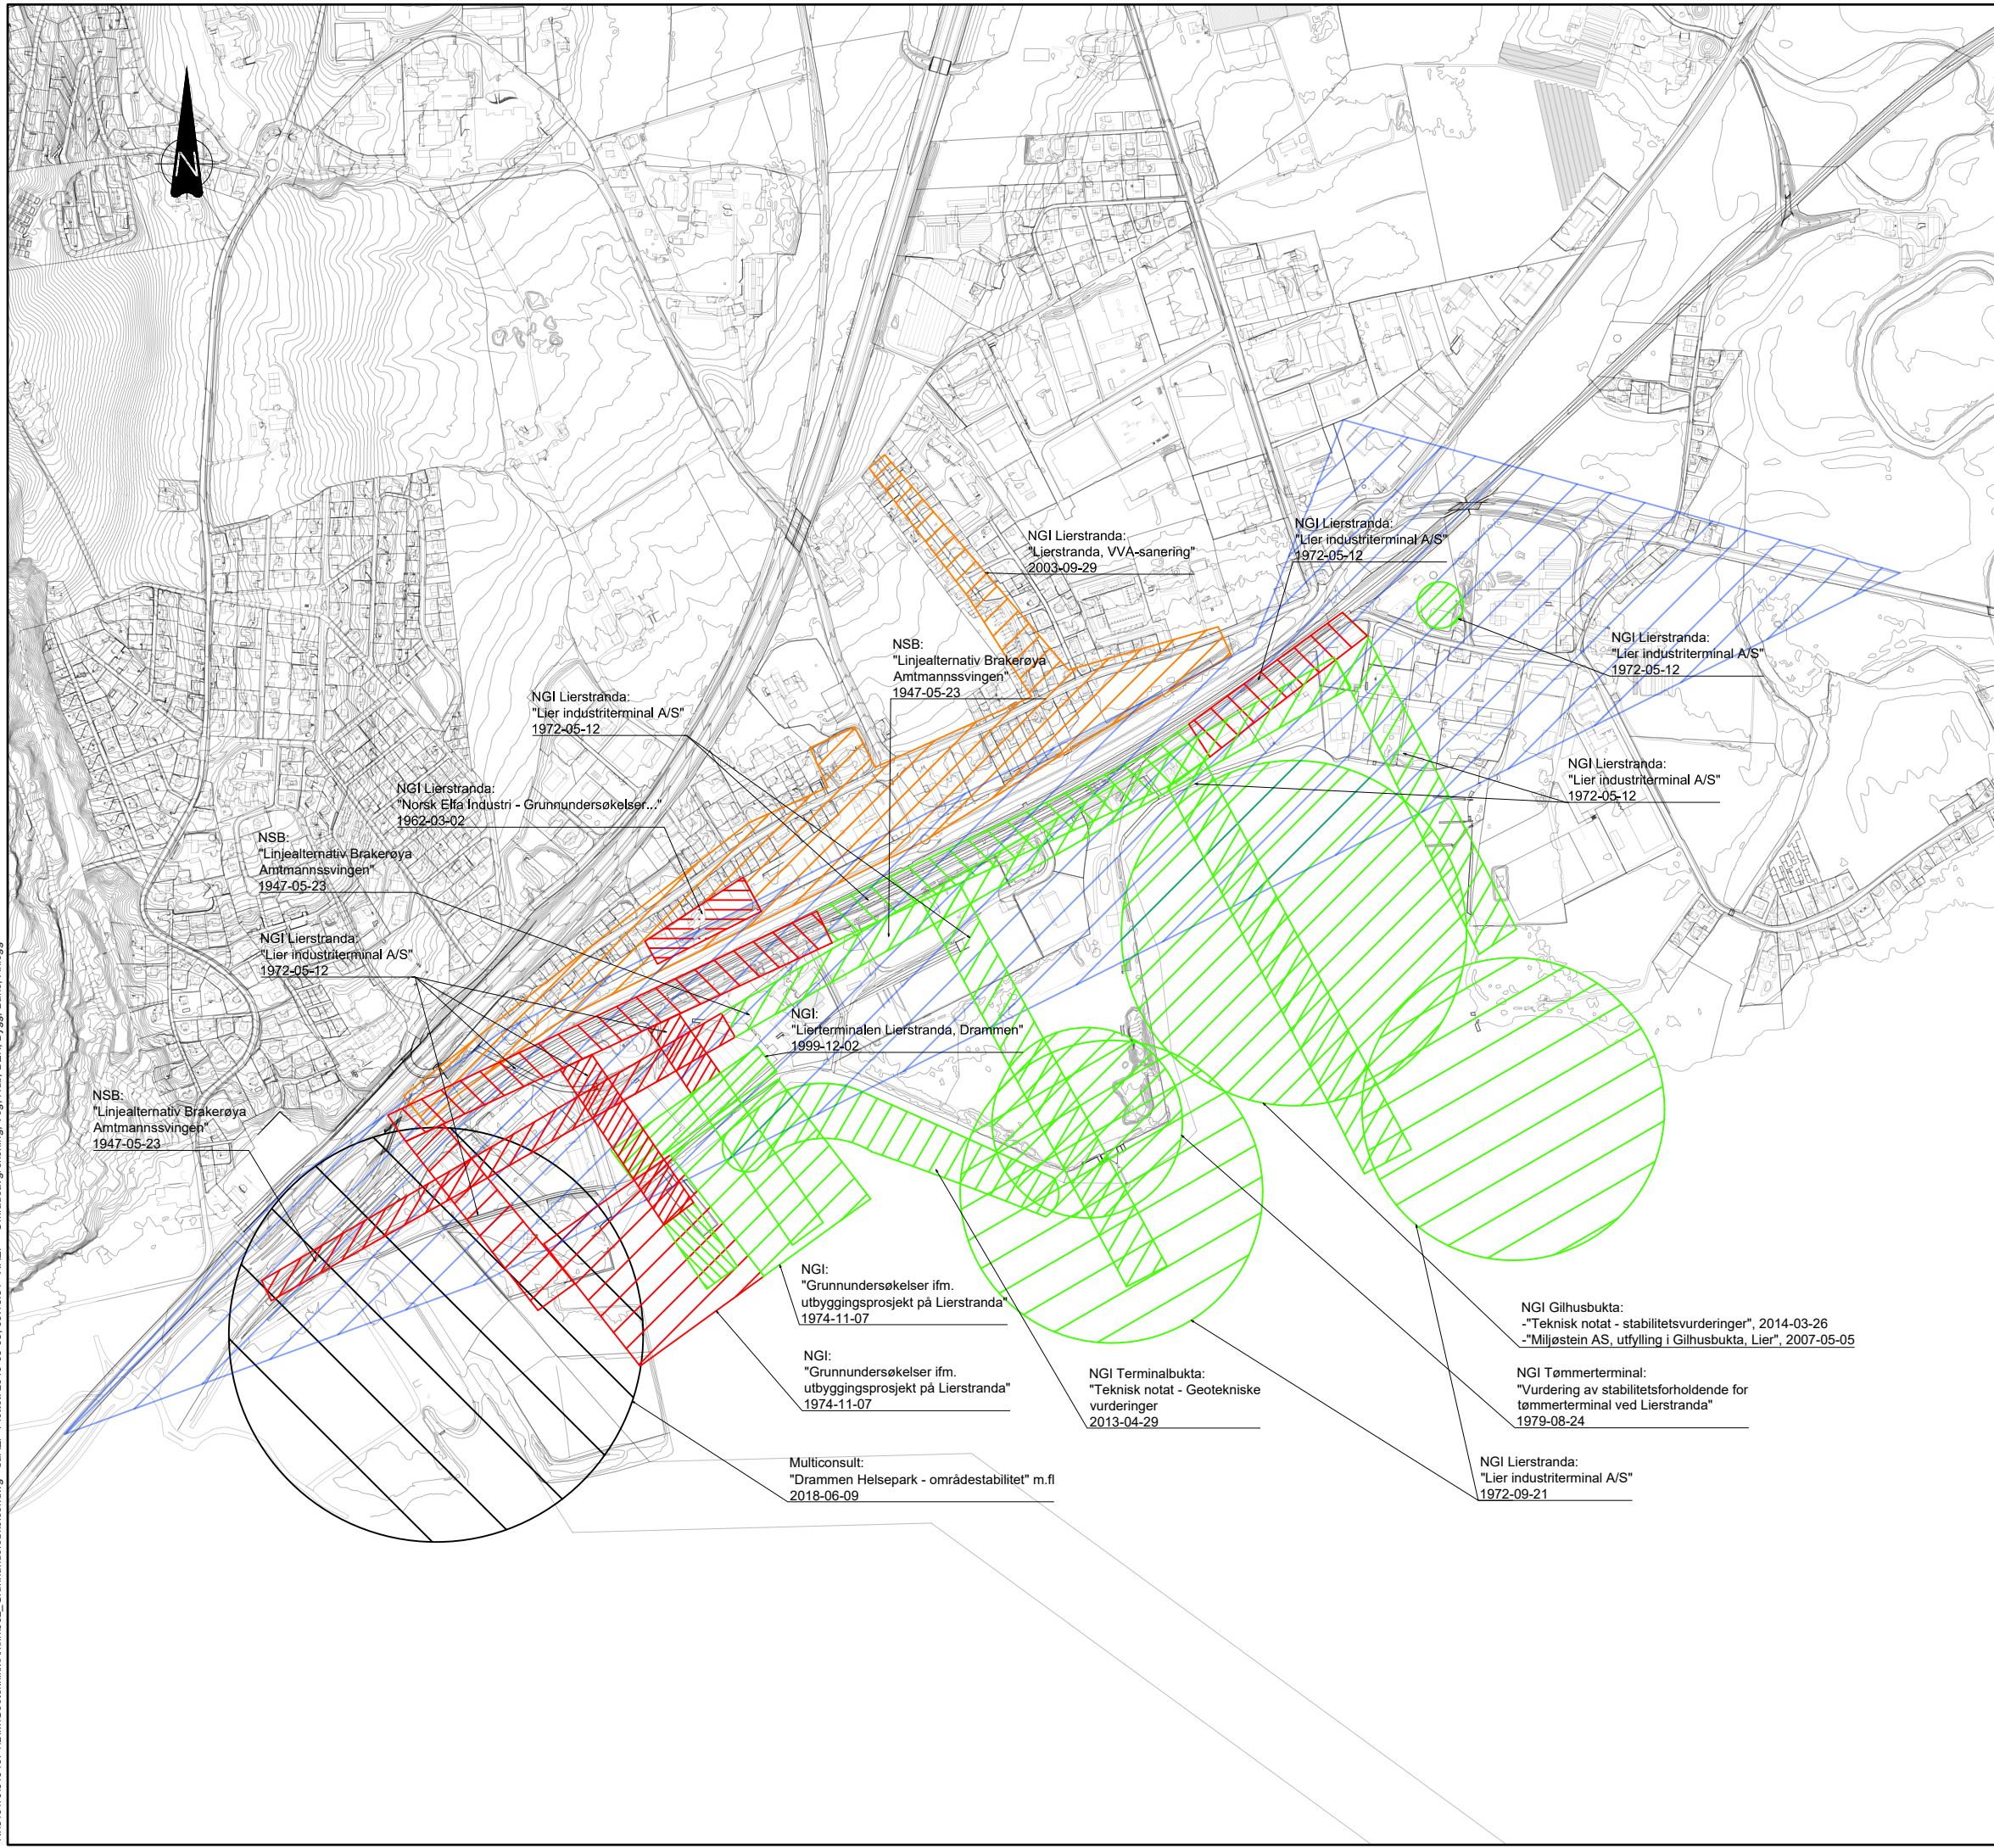 N
NGI Lierstranda:
"Lierstranda, VVA-sanering"
2003-09-29
NGI Lierstranda:
"Lier industriterminal A/S"
1972-05-12
NSB:
"Linjealternativ Brakerøya
Amtmannssvingen"
1947-05-23
NGI Lierstranda:
"Lier industriterminal A/S"
1972-05-12
NGI Lierstranda:
"Lier industriterminal A/S"
1972-05-12
NGI Lierstranda:
"Norsk Elfa Industri - Grunnundersøkelser..."
1962-03-02
NGI Lierstranda:
"Lier industriterminal A/S"
1972-05-12
NSB:
"Linjealternativ Brakerøya
Amtmannssvingen"
1947-05-23
NGI Lierstranda:
"Lier industriterminal A/S"
1972-05-12
NGI:
"Lierterminalen Lierstranda, Drammen"
1999-12-02
NSB:
"Linjealternativ Brakerøya
Amtmannssvingen"
1947-05-23
NGI:
"Grunnundersøkelser ifm.
utbyggingsprosjekt på Lierstranda"
1974-11-07
NGI Gilhusbukta:
-"Teknisk notat - stabilitetsvurderinger", 2014-03-26
-"Miljøstein AS, utfylling i Gilhusbukta, Lier", 2007-05-05
NGI:
"Grunnundersøkelser ifm.
utbyggingsprosjekt på Lierstranda"
1974-11-07
NGI Terminalbukta:
"Teknisk notat - Geotekniske
vurderinger
2013-04-29
NGI Tømmerterminal:
"Vurdering av stabilitetsforholdende for
tømmerterminal ved Lierstranda"
1979-08-24
Multiconsult:
"Drammen Helsepark - områdestabilitet" m.fl
2018-06-09
NGI Lierstranda:
"Lier industriterminal A/S"
1972-09-21